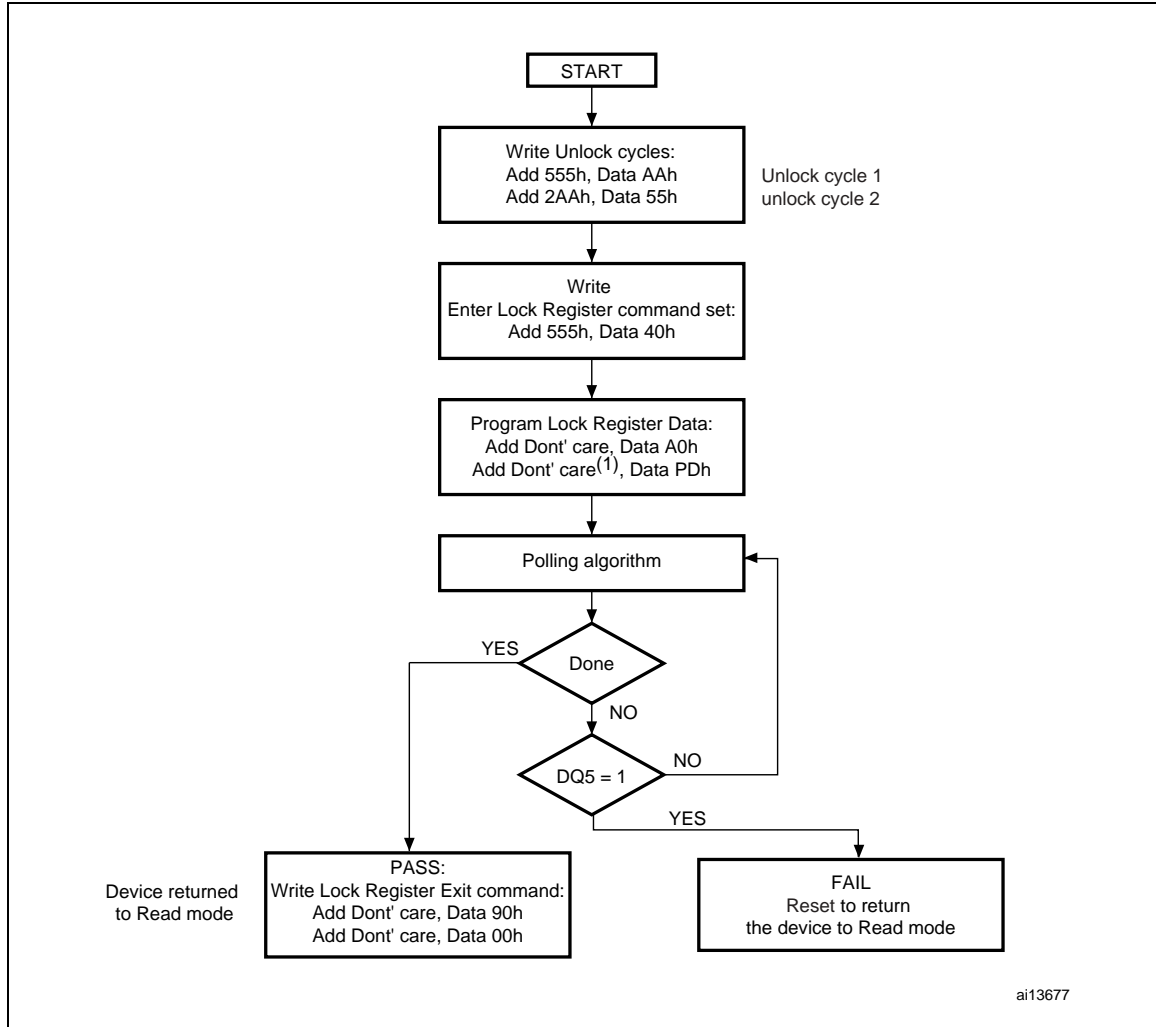 START
Write Unlock cycles:
Add 555h, Data AAh
Add 2AAh, Data 55h
Unlock cycle 1
unlock cycle 2
Write
Enter Lock Register command set:
Add 555h, Data 40h
Program Lock Register Data:
Add Dont' care, Data A0h
Add Dont' care(1), Data PDh
Polling algorithm
YES
Done
NO
DQ5 = 1
NO
YES
Device returned
to Read mode
PASS:
Write Lock Register Exit command:
Add Dont' care, Data 90h
Add Dont' care, Data 00h
FAIL
Reset to return
the device to Read mode
ai13677